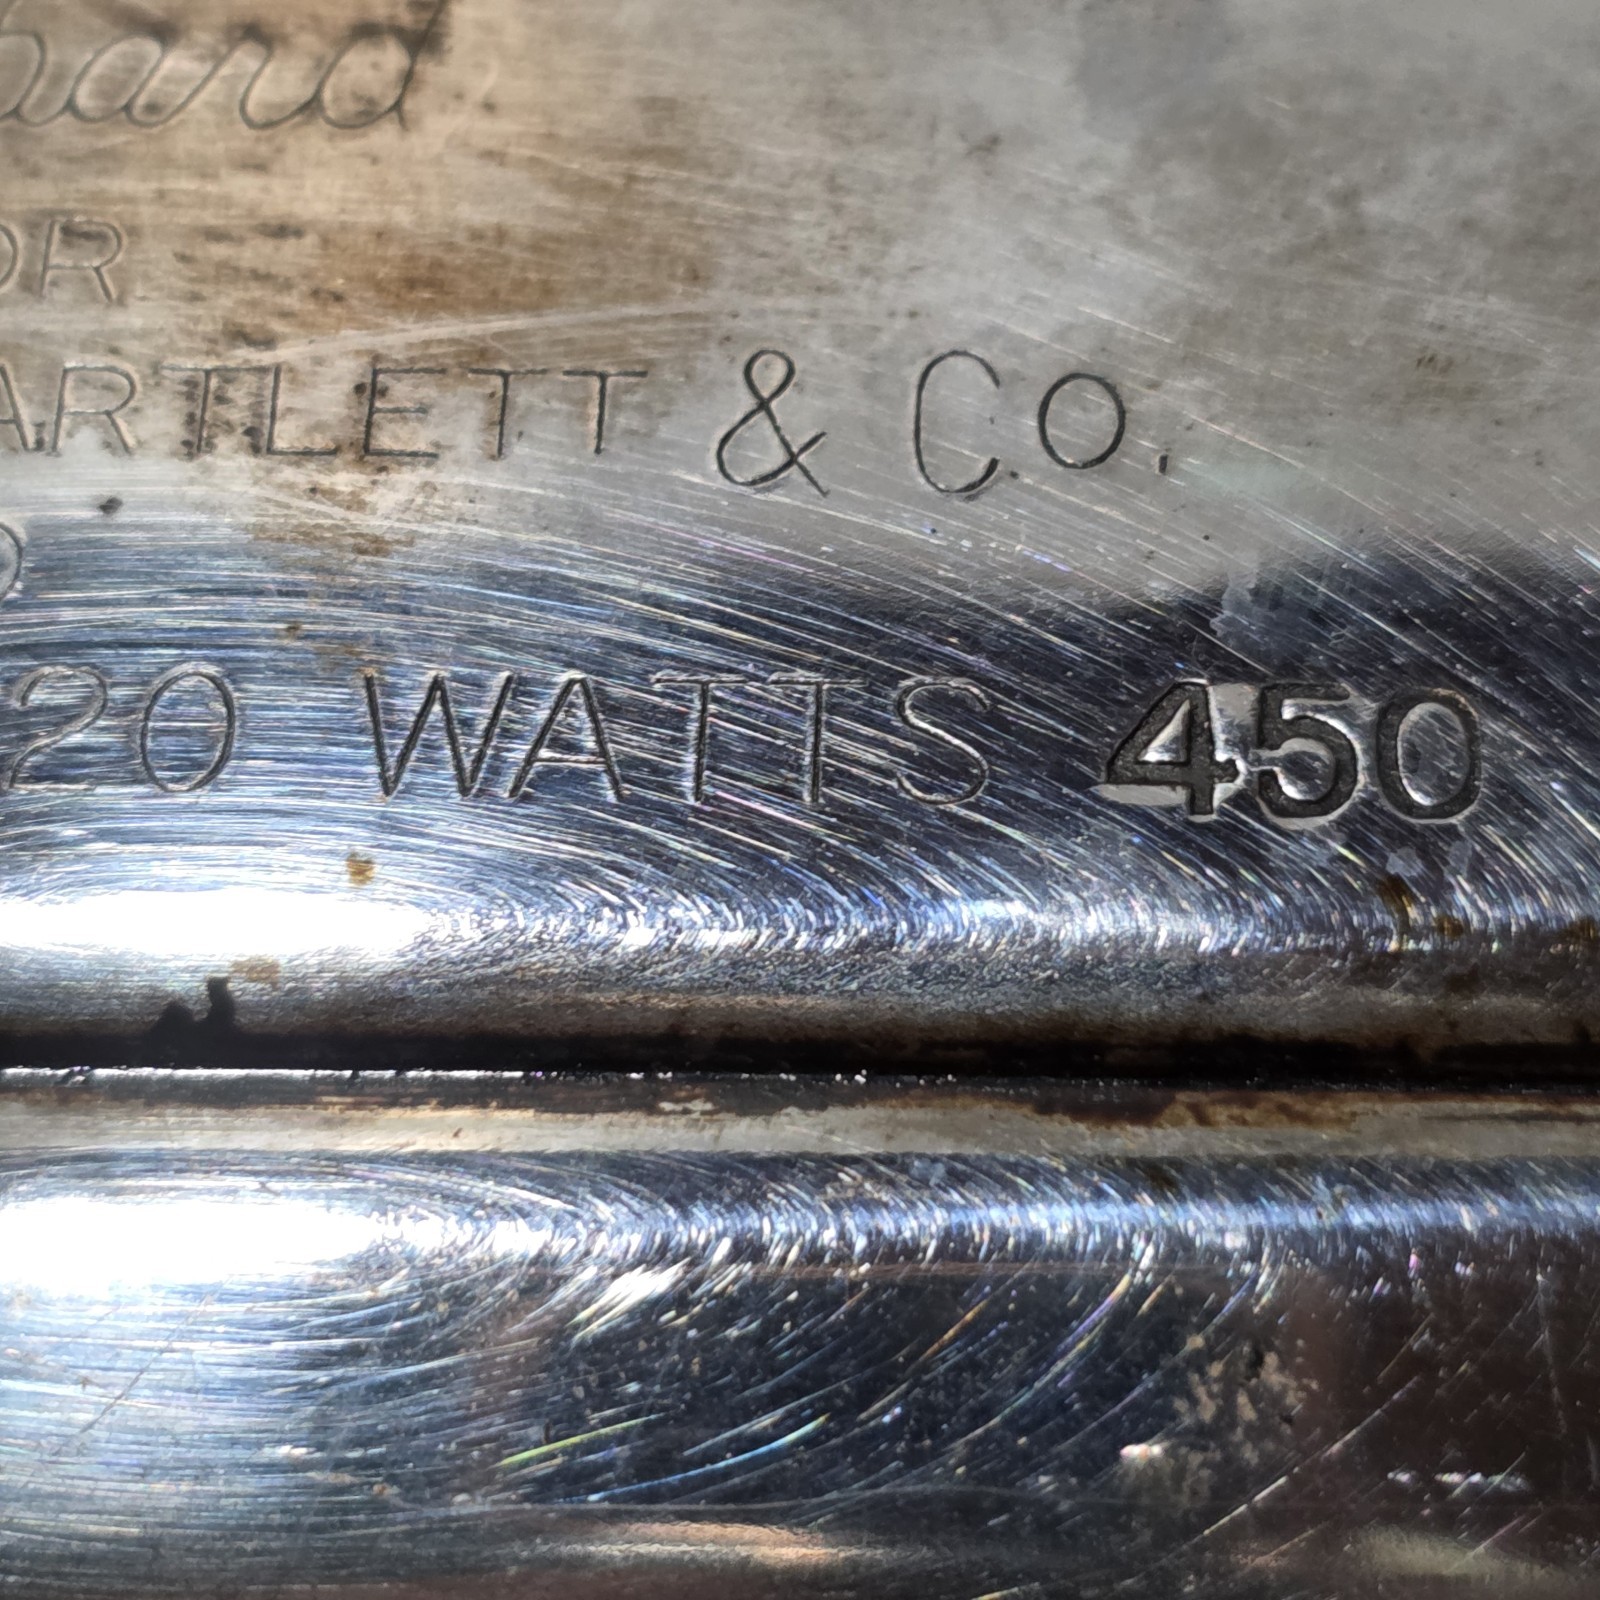 OR
ARTLETT & CO.
20 WATTS 450